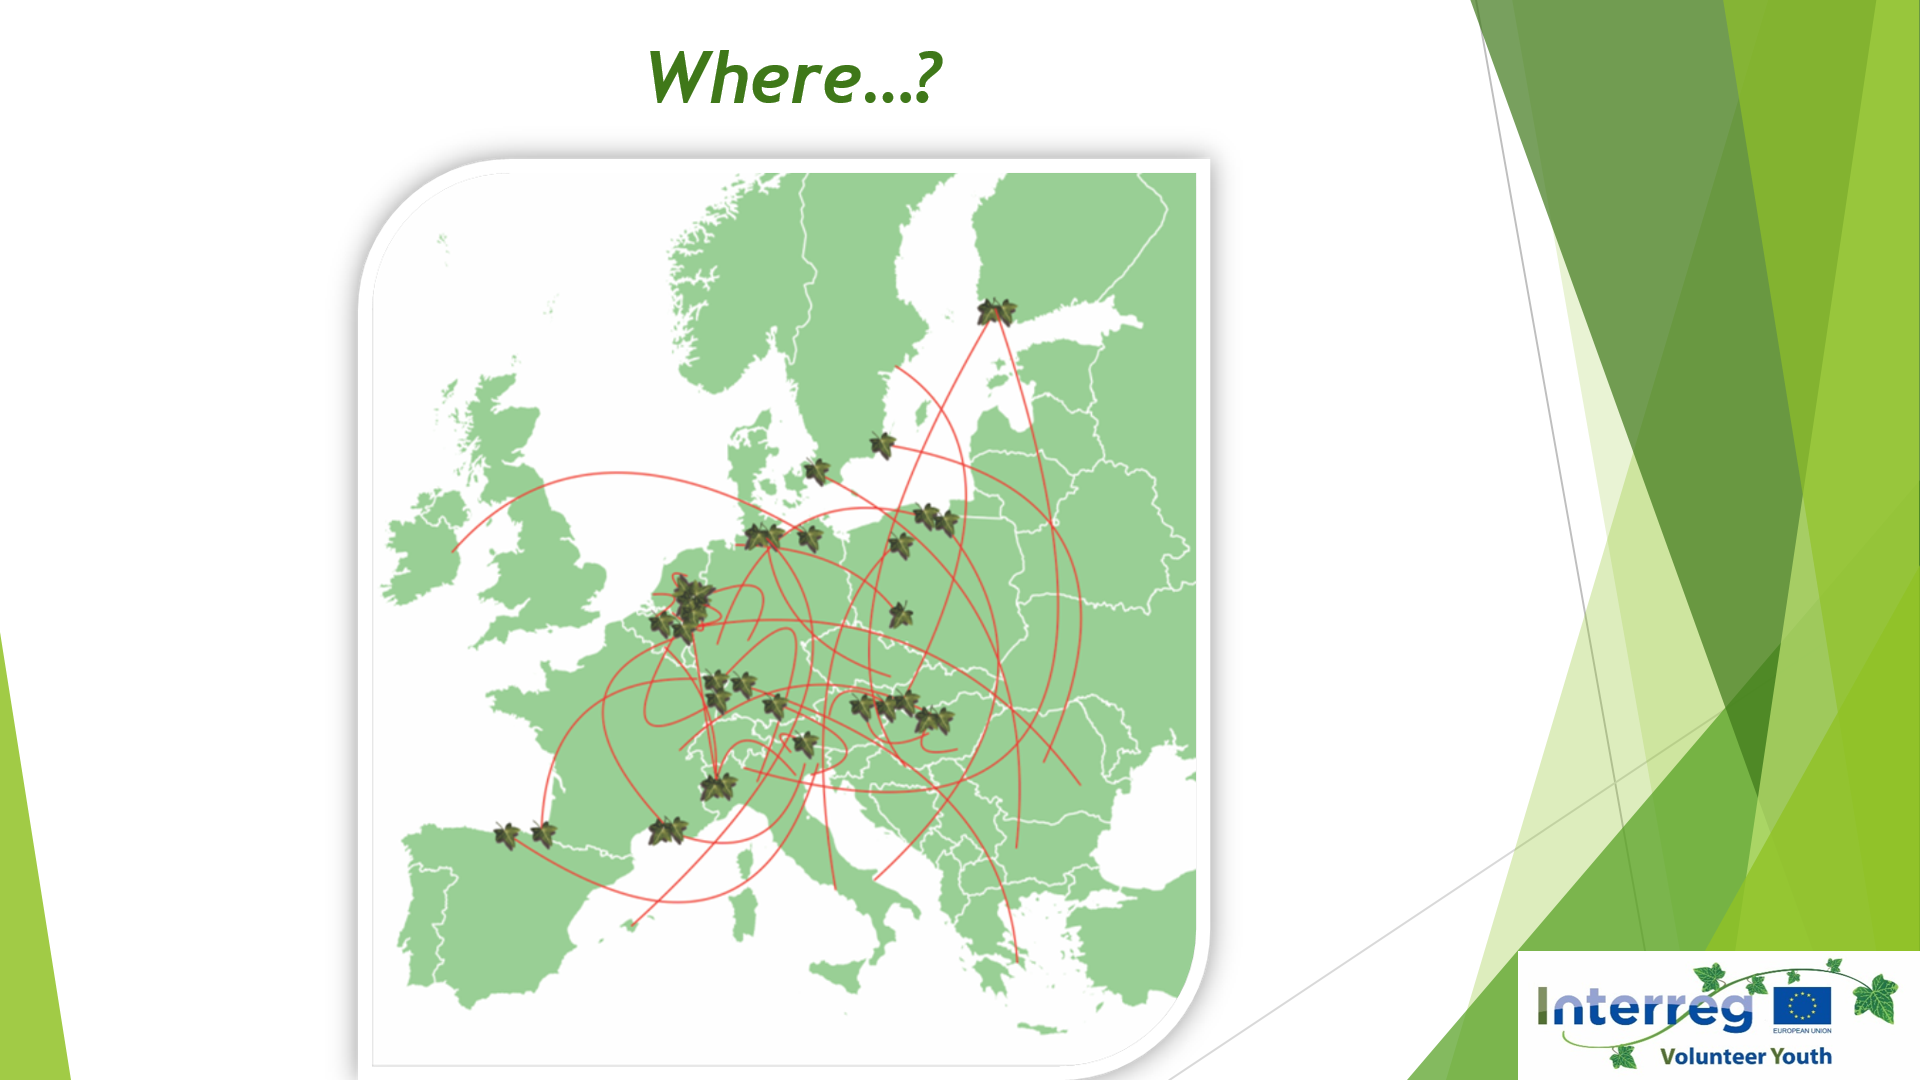 Where...?
Interreg
EUROPEAN UNION
Volunteer Youth